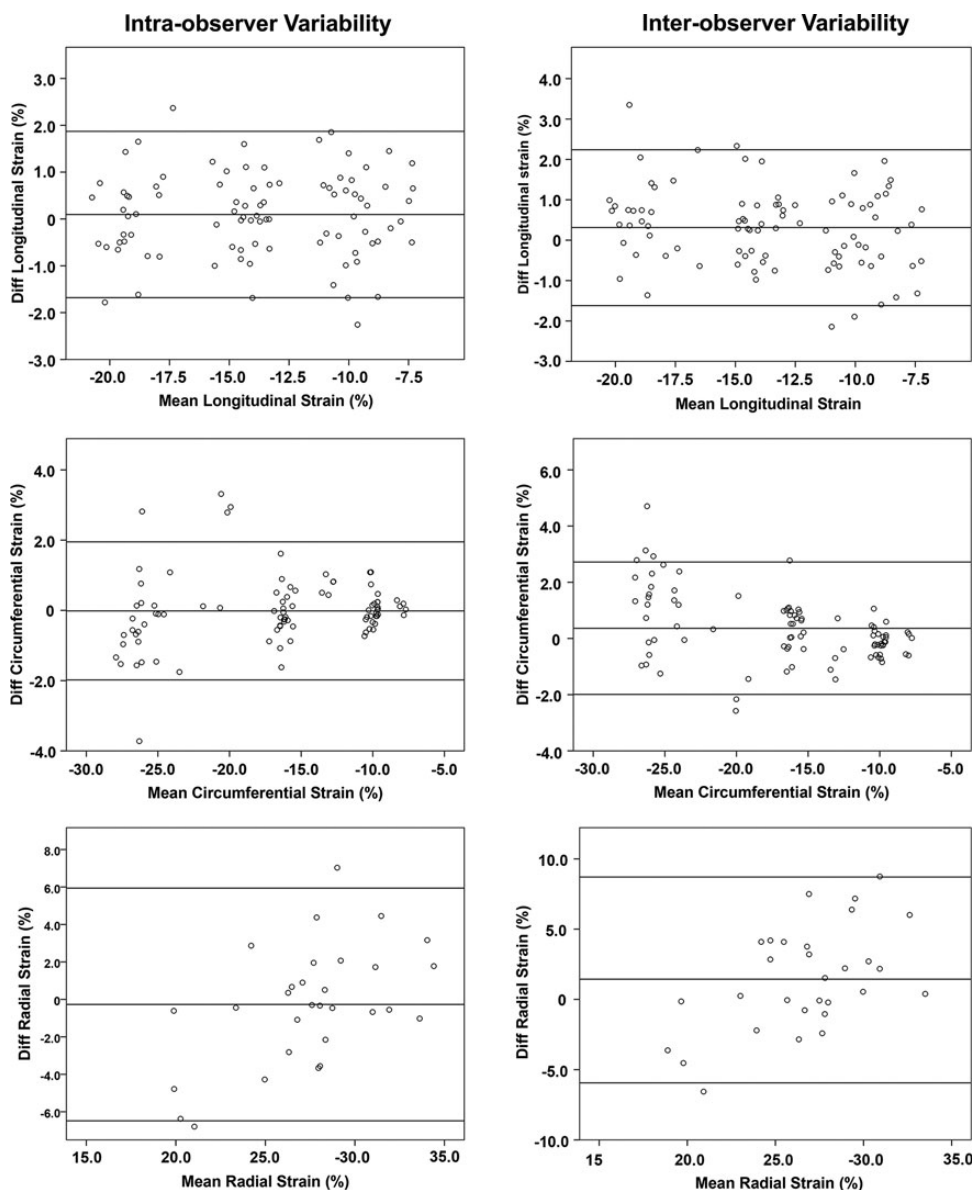 Intra-observer Variability
Inter-observer Variability
Diff Longitudinal Strain (%)
3.0
2.0
1.0
0.0
-1.0
-2.0
-3.0
-20.0 -17.5 -15.0 -12.5 -10.0 -7.5
Mean Longitudinal Strain (%)
Diff Longitudinal strain (%)
4.0
3.0
2.0
1.0
0.0
-1.0
-2.0
-3.0
-20.0 -17.5 -15.0 -12.5 -10.0 -7.5
Mean Longitudinal Strain
Diff Circumferential Strain (%)
4.0
2.0
.0
-2.0
-4.0
-30.0 -25.0 -20.0 -15.0 -10.0 -5.0
Mean Circumferential Strain (%)
Diff Circumferential Strain (%)
6.0
4.0
2.0
0
-2.0
-4.0
-30.0 -25.0 -20.0 -15.0 -10.0 -5.0
Mean Circumferential Strain (%)
Diff Radial Strain (%)
8.0
6.0
4.0
2.0
0
-2.0
-4.0
-6.0
15.0 20.0 25.0 -30.0 35.0
Mean Radial Strain (%)
Diff Radial Strain (%)
10.0
5.0
0
-5.0
-10.0
15 20.0 25.0 -30.0 35.0
Mean Radial Strain (%)